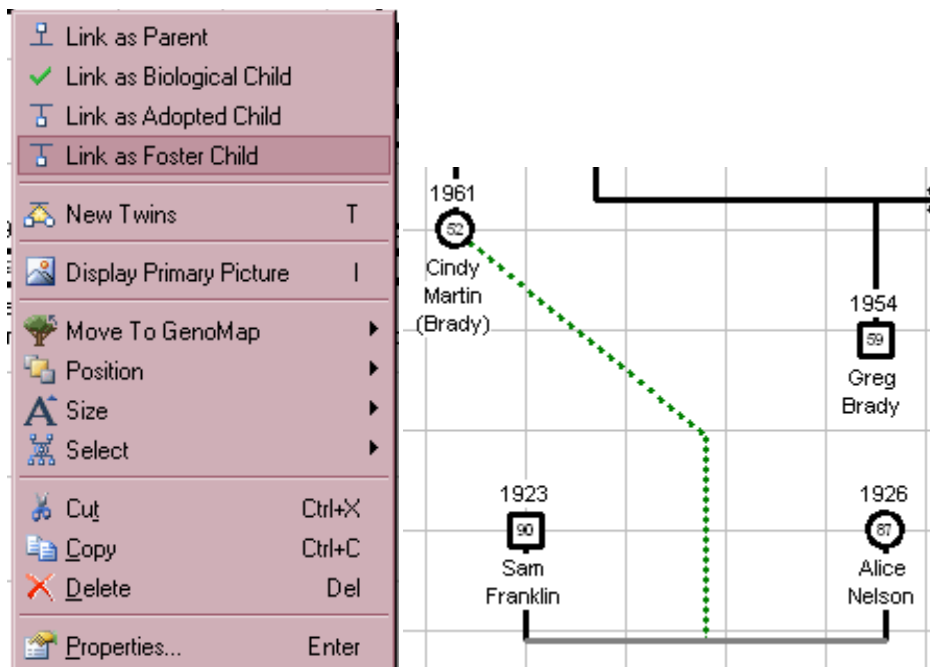 Link as Parent
Link as Biological Child
Link as Adopted Child
Link as Foster Child
New Twins T
Display Primary Picture I
Move To GenoMap
Position
Size
Select
Cut Ctrl+X
Copy Ctrl+C
Delete Del
Properties... Enter
1961
52
Cindy
Martin
(Brady)
1954
59
Greg
Brady
1923
90
Sam
Franklin
1926
87
Alice
Nelson